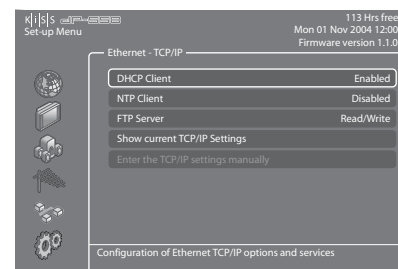 KiSS DP-558
113 Hrs free
Set-up Menu
Mon 01 Nov 2004 12:00
Firmware version 1.1.0
Ethernet - TCP/IP
DHCP Client Enabled
NTP Client Disabled
FTP Server Read/Write
Show current TCP/IP Settings
Enter the TCP/IP settings manually
Configuration of Ethernet TCP/IP options and services